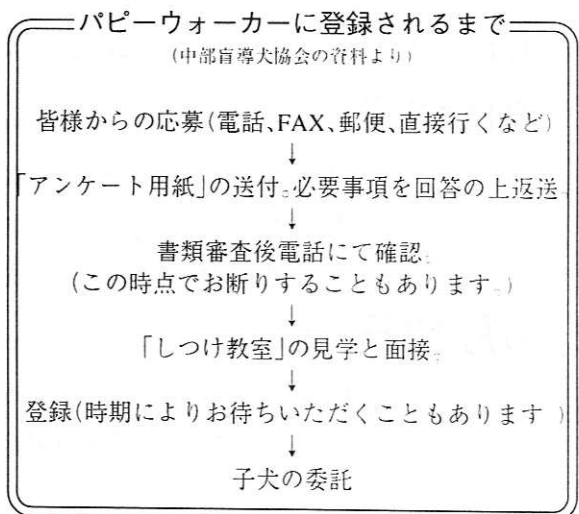 パピーウォーカーに登録されるまで
(中部盲導犬協会の資料より)
皆様からの応募(電話、FAX、郵便、直接行くなど)
↓
「アンケート用紙」の送付。必要事項を回答の上返送
↓
書類審査後電話にて確認。
(この時点でお断りすることもあります。)
↓
「しつけ教室」の見学と面接。
↓
登録(時期によりお待ちいただくこともあります )
↓
子犬の委託